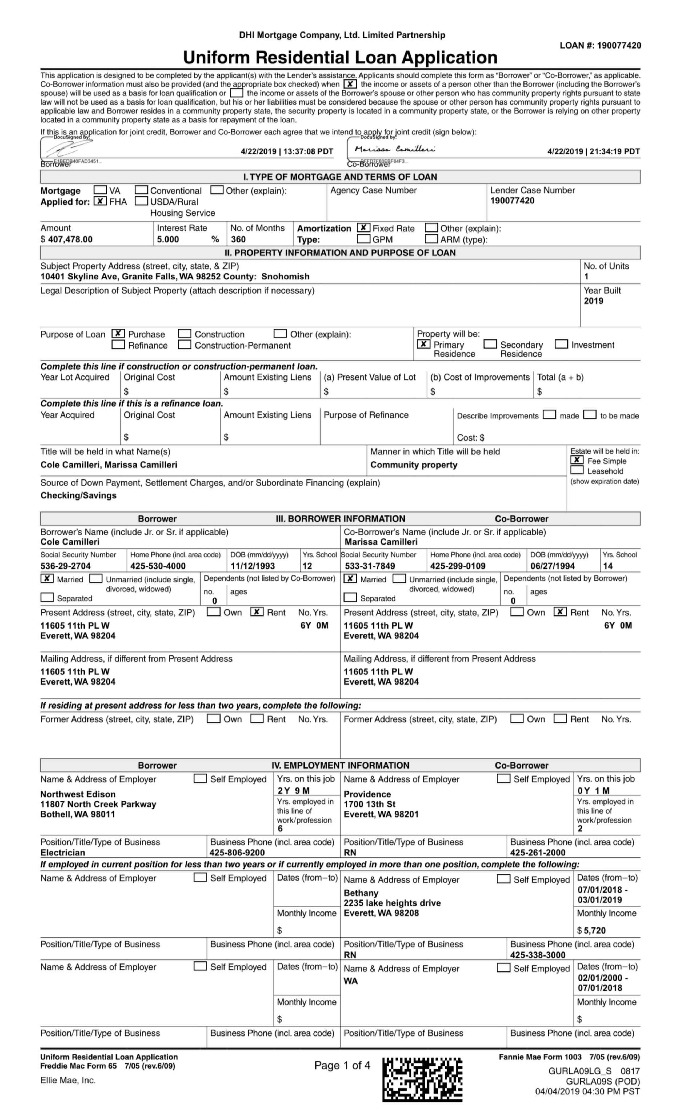 DHI Mortgage Company, Ltd. Limited Partnership
LOAN #: 190077420
Uniform Residential Loan Application
This application is designed to be completed by the applicant(s) with the Lender's assistance. Applicants should complete this form as "Borrower" or "Co-Borrower," as applicable.
Co-Borrower information must also be provided (and the appropriate box checked) when X the income or assets of a person other than the Borrower (including the Borrower's
spouse) will be used as a basis for loan qualification or the income or assets of the Borrower's spouse or other person who has community property rights pursuant to state
law will not be used as a basis for loan qualification, but his or her liabilities must be considered because the spouse or other person has community property rights pursuant to
applicable law and Borrower resides in a community property state, the security property is located in a community property state, or the Borrower is relying on other property
located in a community property state as a basis for repayment of the loan.
If this is an application for joint credit, Borrower and Co-Borrower each agree that we intend to apply for joint credit (sign below):
DocuSigned by: DocuSigned by:
4/22/2019 | 13:37:08 PDT Marissa Camilleri 4/22/2019 | 21:34:19 PDT
Borrower Co-Borrower
I. TYPE OF MORTGAGE AND TERMS OF LOAN
Mortgage VA Conventional Other (explain): Agency Case Number Lender Case Number
Applied for: X FHA USDA/Rural 190077420
Housing Service
Amount Interest Rate No. of Months Amortization X Fixed Rate Other (explain):
$ 407,478.00 5.000 % 360 Type: GPM ARM (type):
II. PROPERTY INFORMATION AND PURPOSE OF LOAN
Subject Property Address (street, city, state, & ZIP) No. of Units
10401 Skyline Ave, Granite Falls, WA 98252 County: Snohomish 1
Legal Description of Subject Property (attach description if necessary) Year Built
2019
Purpose of Loan X Purchase Construction Other (explain): Property will be:
Refinance Construction-Permanent X Primary Residence Secondary Residence Investment
Complete this line if construction or construction-permanent loan.
Year Lot Acquired Original Cost Amount Existing Liens (a) Present Value of Lot (b) Cost of Improvements Total (a + b)
$ $ $ $ $
Complete this line if this is a refinance loan.
Year Acquired Original Cost Amount Existing Liens Purpose of Refinance Describe Improvements made to be made
$ $ Cost: $
Title will be held in what Name(s) Manner in which Title will be held Estate will be held in:
Cole Camilleri, Marissa Camilleri Community property X Fee Simple
Leasehold
Source of Down Payment, Settlement Charges, and/or Subordinate Financing (explain) (show expiration date)
Checking/Savings
Borrower III. BORROWER INFORMATION Co-Borrower
Borrower's Name (include Jr. or Sr. if applicable) Co-Borrower's Name (include Jr. or Sr. if applicable)
Cole Camilleri Marissa Camilleri
Social Security Number Home Phone (incl. area code) DOB (mm/dd/yyyy) Yrs. School Social Security Number Home Phone (incl. area code) DOB (mm/dd/yyyy) Yrs. School
536-29-2704 425-530-4000 11/12/1993 12 533-31-7849 425-299-0109 06/27/1994 14
X Married Unmarried (include single, Dependents (not listed by Co-Borrower) X Married Unmarried (include single, Dependents (not listed by Borrower)
Separated divorced, widowed) no. 0 ages Separated divorced, widowed) no. 0 ages
Present Address (street, city, state, ZIP) Own X Rent No. Yrs. Present Address (street, city, state, ZIP) Own X Rent No. Yrs.
11605 11th PL W 6Y 0M 11605 11th PL W 6Y 0M
Everett, WA 98204 Everett, WA 98204
Mailing Address, if different from Present Address Mailing Address, if different from Present Address
11605 11th PL W 11605 11th PL W
Everett, WA 98204 Everett, WA 98204
If residing at present address for less than two years, complete the following:
Former Address (street, city, state, ZIP) Own Rent No. Yrs. Former Address (street, city, state, ZIP) Own Rent No. Yrs.
Borrower IV. EMPLOYMENT INFORMATION Co-Borrower
Name & Address of Employer Self Employed Yrs. on this job Name & Address of Employer Self Employed Yrs. on this job
2 Y 9 M 0 Y 1 M
Northwest Edison Providence
11807 North Creek Parkway Yrs. employed in this line of work/profession 1700 13th St Yrs. employed in this line of work/profession
Bothell, WA 98011 6 Everett, WA 98201 2
Position/Title/Type of Business Business Phone (incl. area code) Position/Title/Type of Business Business Phone (incl. area code)
Electrician 425-806-9200 RN 425-261-2000
If employed in current position for less than two years or if currently employed in more than one position, complete the following:
Name & Address of Employer Self Employed Dates (from–to) Name & Address of Employer Self Employed Dates (from–to)
Bethany 07/01/2018 -
2235 lake heights drive 03/01/2019
Monthly Income Everett, WA 98208 Monthly Income
$ $ 5,720
Position/Title/Type of Business Business Phone (incl. area code) Position/Title/Type of Business Business Phone (incl. area code)
RN 425-338-3000
Name & Address of Employer Self Employed Dates (from–to) Name & Address of Employer Self Employed Dates (from–to)
WA 02/01/2000 -
07/01/2018
Monthly Income Monthly Income
$ $
Position/Title/Type of Business Business Phone (incl. area code) Position/Title/Type of Business Business Phone (incl. area code)
Uniform Residential Loan Application Fannie Mae Form 1003 7/05 (rev.6/09)
Freddie Mac Form 65 7/05 (rev.6/09) Page 1 of 4
GURLA09LG_S 0817
Ellie Mae, Inc. GURLA09S (POD)
04/04/2019 04:30 PM PST